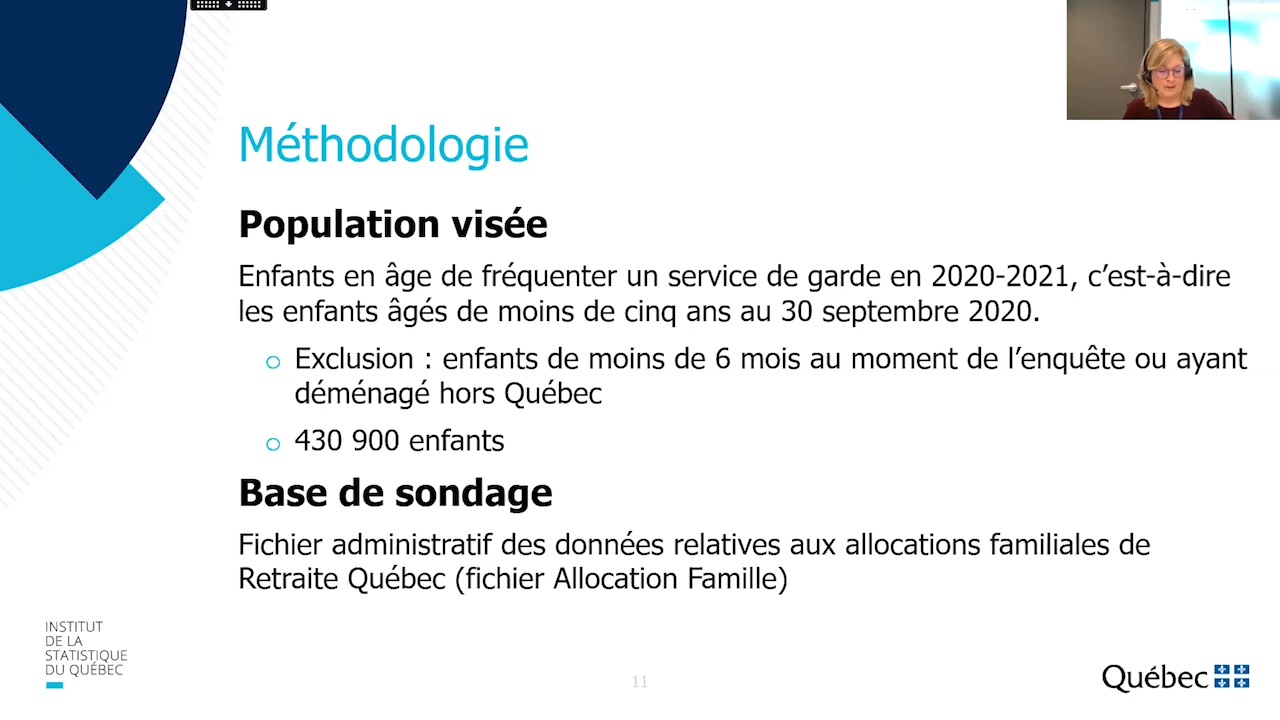 Méthodologie
Population visée
Enfants en âge de fréquenter un service de garde en 2020-2021, c’est-à-dire
les enfants âgés de moins de cinq ans au 30 septembre 2020.
o Exclusion : enfants de moins de 6 mois au moment de l’enquête ou ayant
déménagé hors Québec
o 430 900 enfants
Base de sondage
Fichier administratif des données relatives aux allocations familiales de
Retraite Québec (fichier Allocation Famille)
INSTITUT
DE LA
STATISTIQUE
DU QUÉBEC
11
Québec